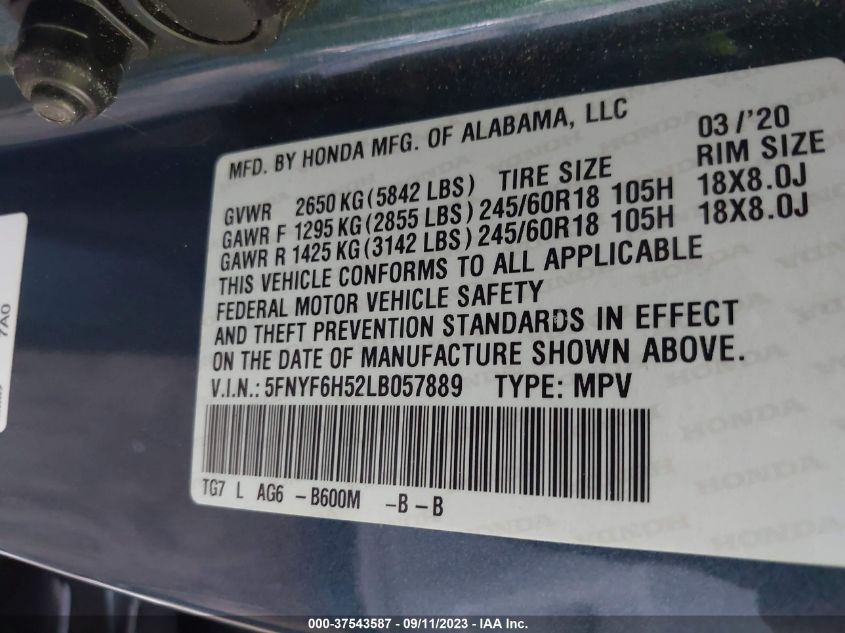 MFD. BY HONDA MFG. OF ALABAMA, LLC 03/'20
GVWR 2650 KG (5842 LBS) TIRE SIZE RIM SIZE
GAWR F 1295 KG (2855 LBS) 245/60R18 105H 18X8.0J
GAWR R 1425 KG (3142 LBS) 245/60R18 105H 18X8.0J
THIS VEHICLE CONFORMS TO ALL APPLICABLE
FEDERAL MOTOR VEHICLE SAFETY
AND THEFT PREVENTION STANDARDS IN EFFECT
ON THE DATE OF MANUFACTURE SHOWN ABOVE.
V.I.N.: 5FNYF6H52LB057889 TYPE: MPV
TG7 L AG6 -B600M -B -B
7A0
000-37543587 - 09/11/2023 - IAA Inc.